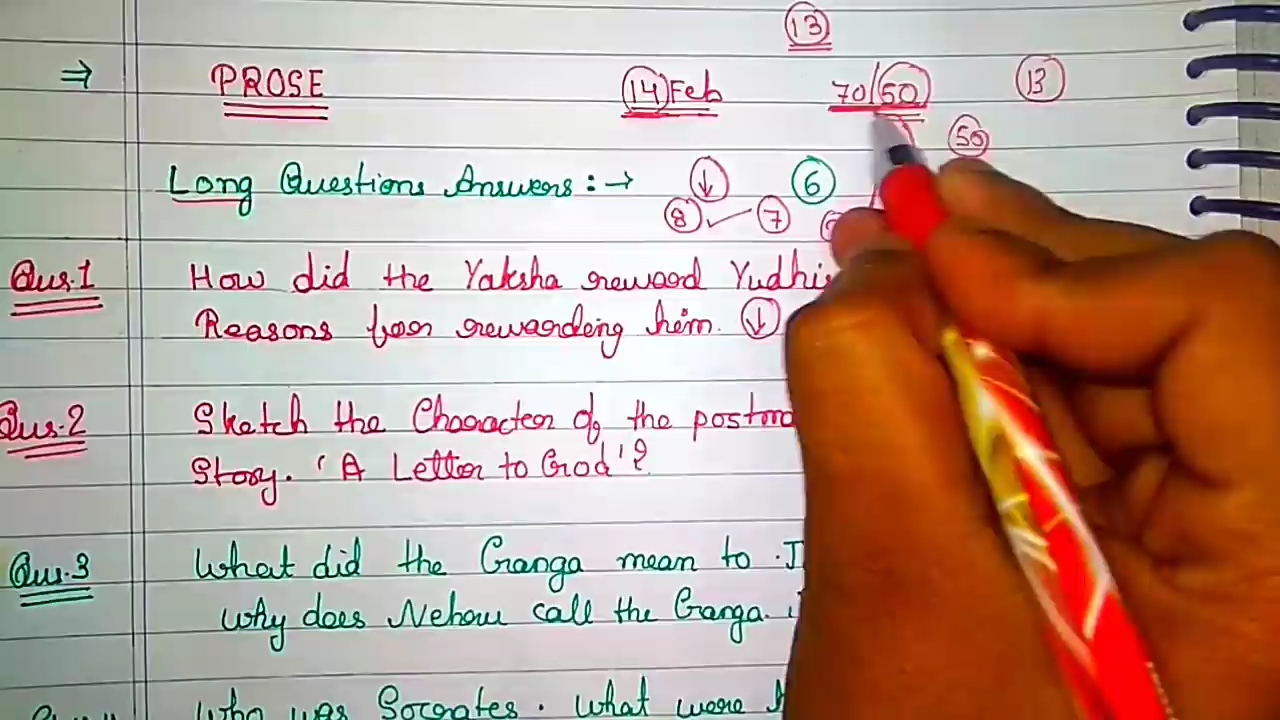 13
⇒ PROSE 14 Feb 70/50 13
50
Long Questions Answers :→ ↓ 6
8 7
Qus.1 How did the Yaksha reward Yudhis
Reasons for rewarding him. ↓
Qus.2 Sketch the Character of the postm
Story. 'A Letter to God'?
Qus.3 What did the Ganga mean to . J
Why does Nehru call the Ganga.
Who was Socrates. What were